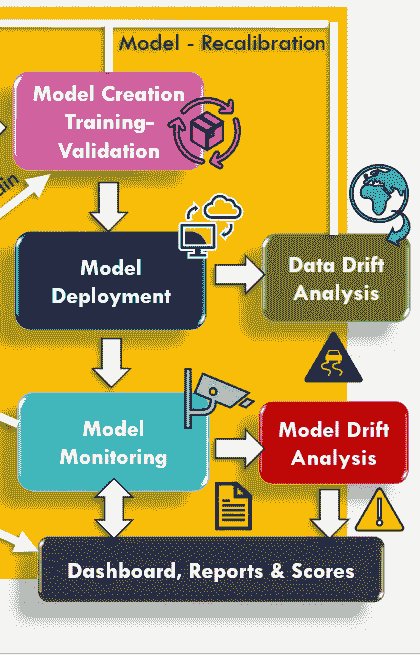 Model - Recalibration
Model Creation
Training-
Validation
Model
Deployment
Data Drift
Analysis
Model
Monitoring
Model Drift
Analysis
Dashboard, Reports & Scores